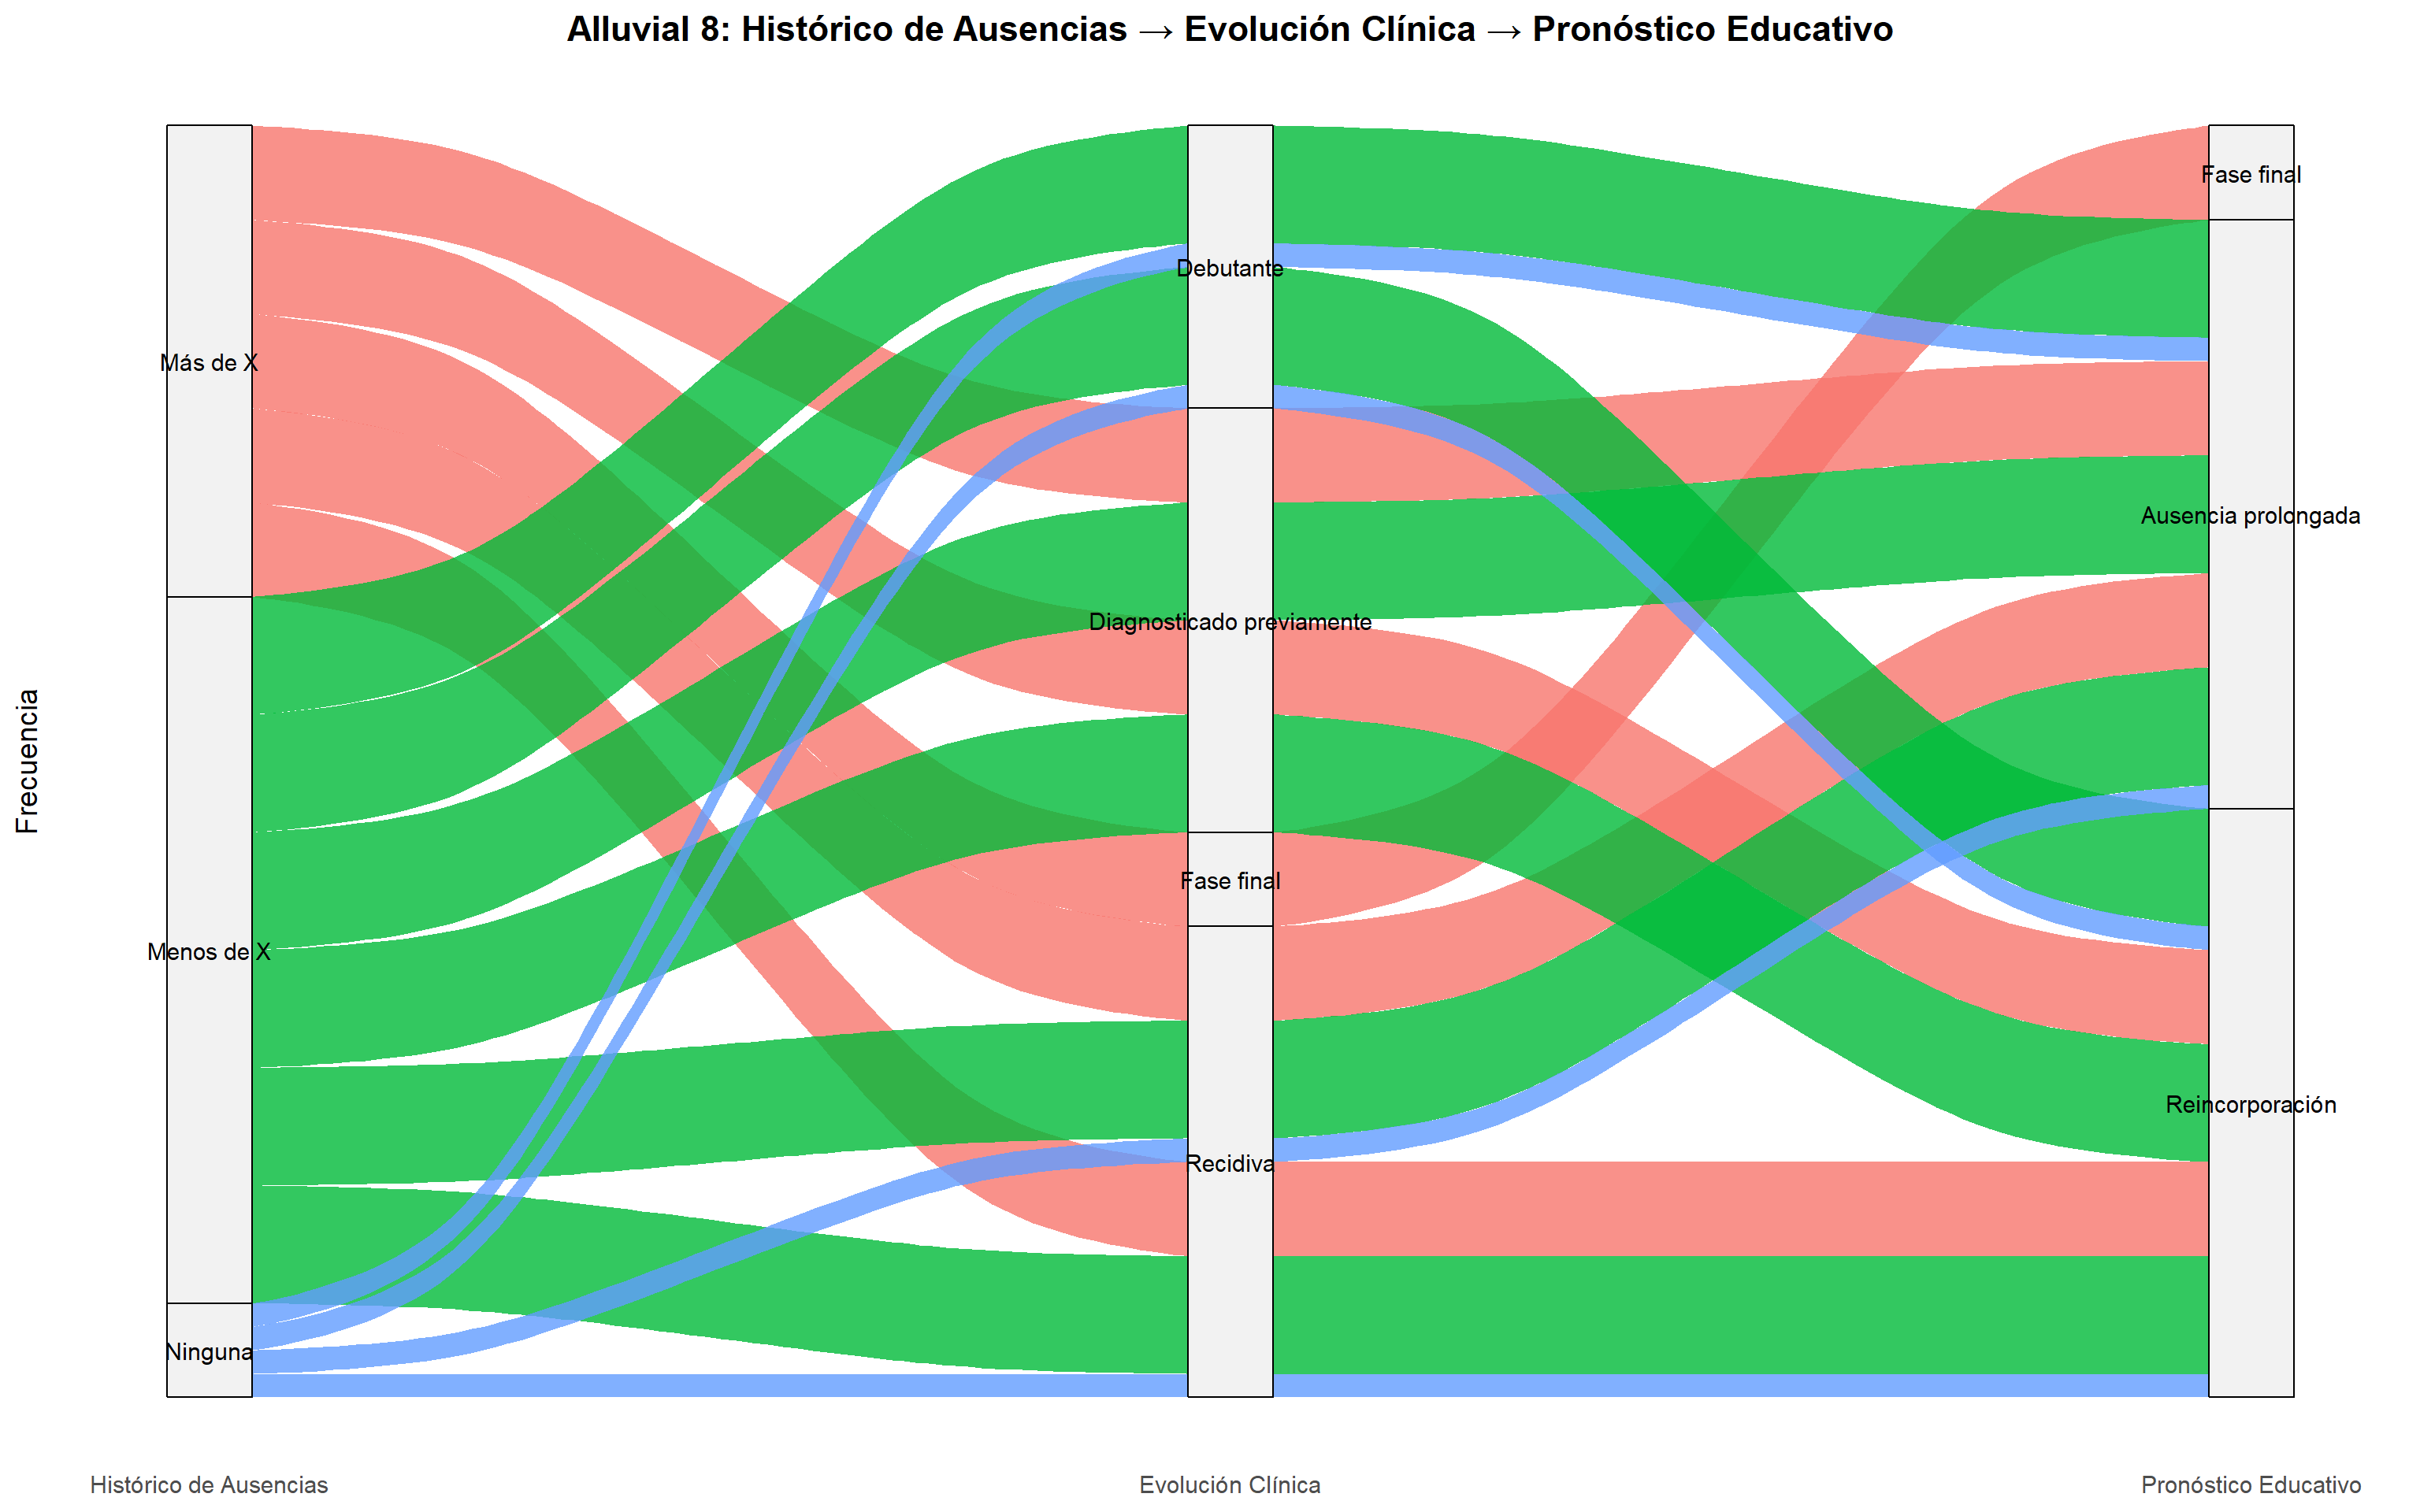 Alluvial 8: Histórico de Ausencias → Evolución Clínica → Pronóstico Educativo
Frecuencia
Más de X
Menos de X
Ninguna
Debutante
Diagnosticado previamente
Fase final
Recidiva
Fase final
Ausencia prolongada
Reincorporación
Histórico de Ausencias
Evolución Clínica
Pronóstico Educativo